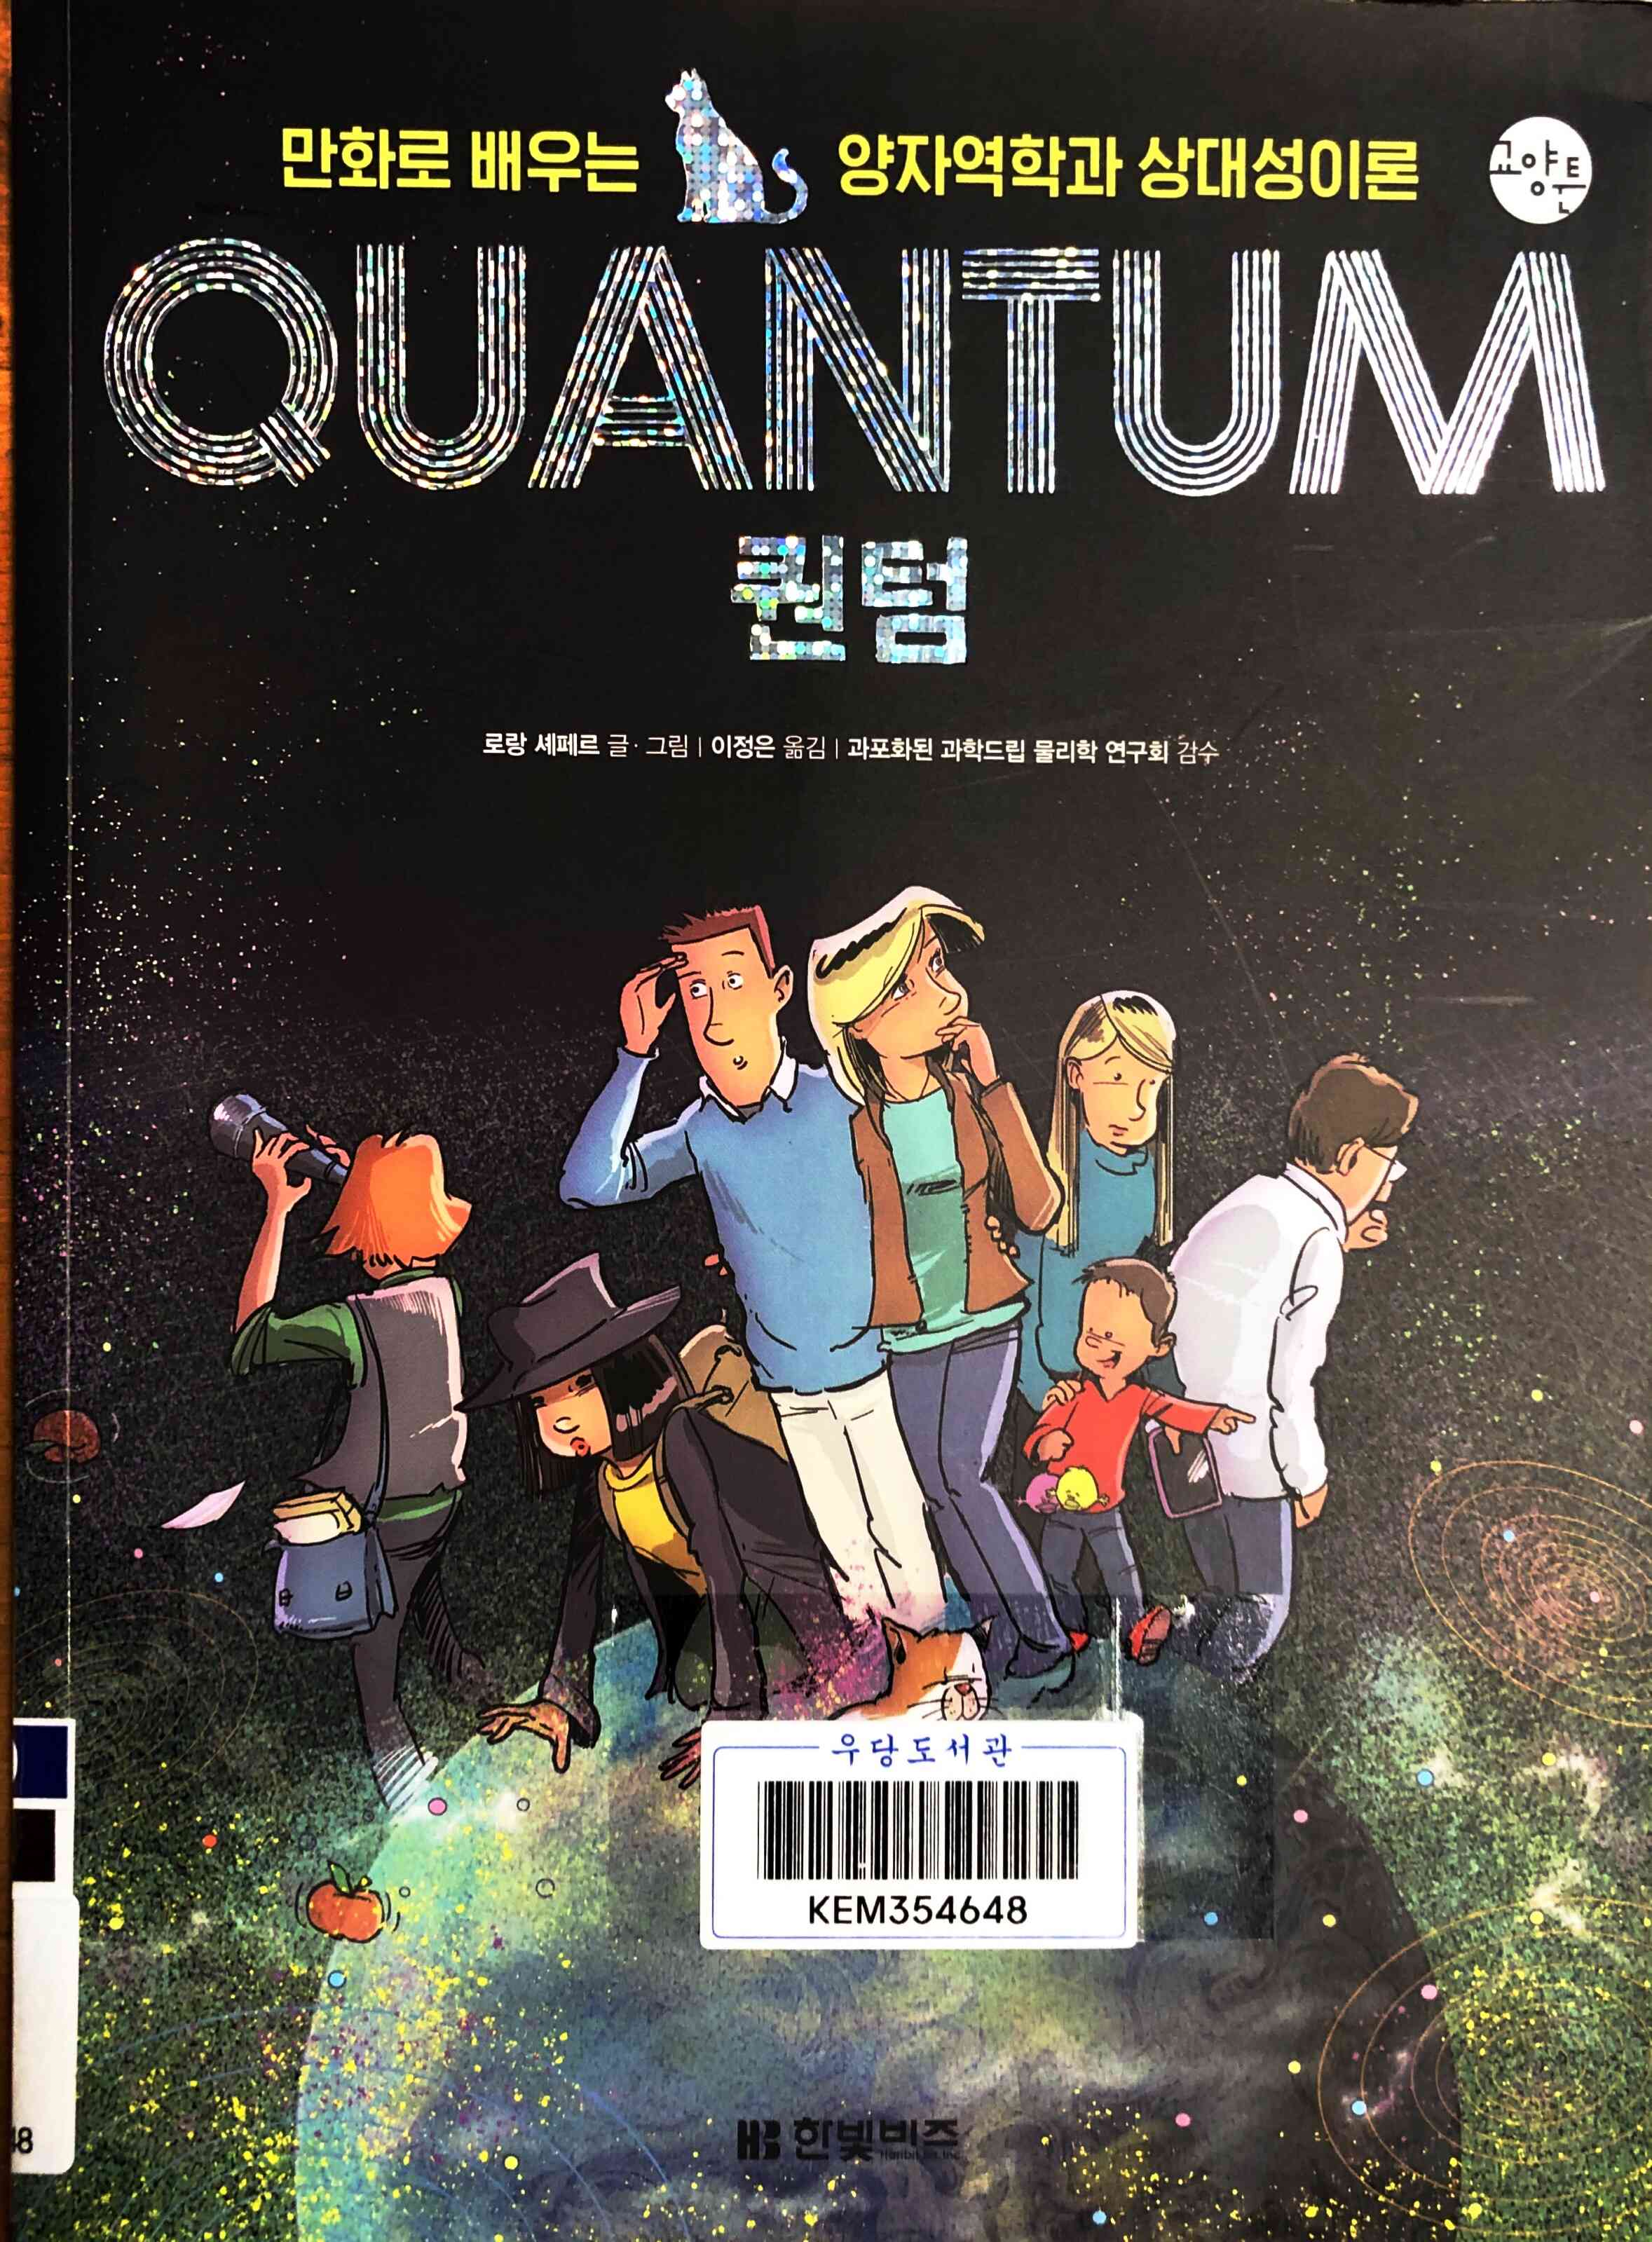 만화로 배우는 양자역학과 상대성이론
교양툰
QUANTUM
퀀텀
로랑 셰페르 글·그림 | 이정은 옮김 | 과포화된 과학드립 물리학 연구회 감수
우당도서관
KEM354648
48
HB 한빛비즈